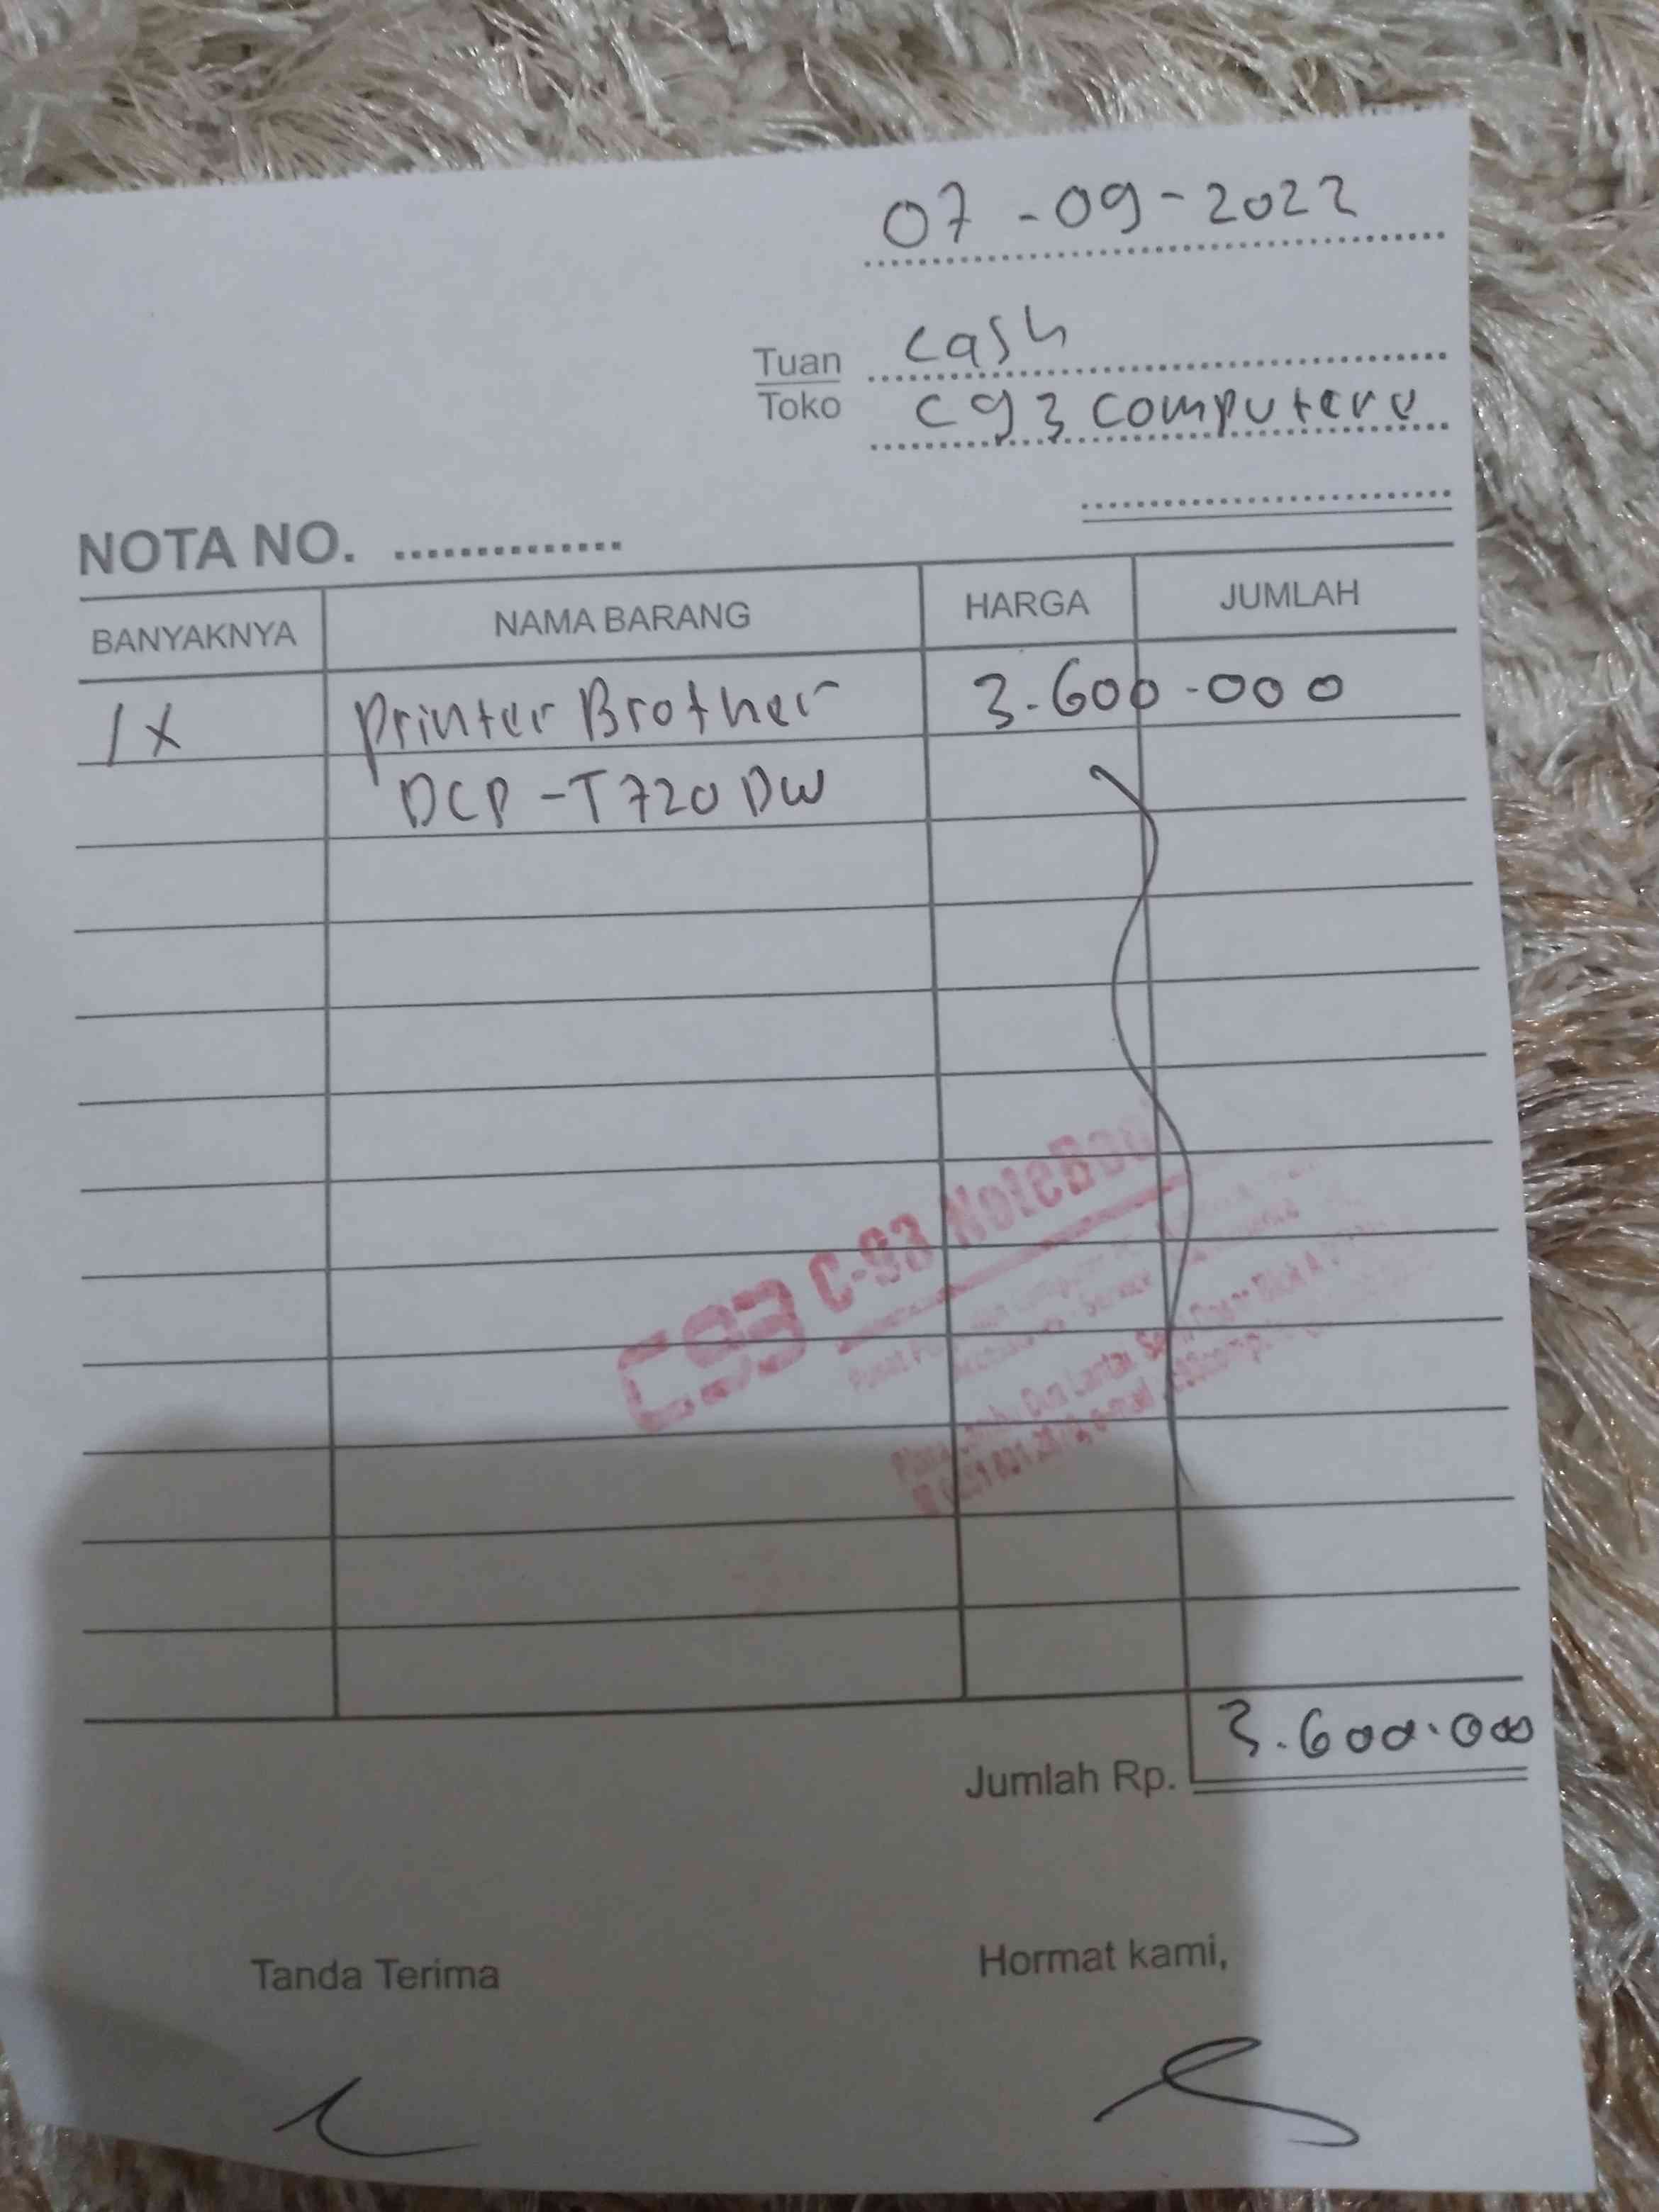 07-09-2022
Tuan cash
Toko C93 computere
NOTA NO. ..............
BANYAKNYA NAMA BARANG HARGA JUMLAH
1x Printer Brother 3.600.000
DCP-T720DW
C93 C-93 NoteBook
Jumlah Rp. 3.600.000
Tanda Terima Hormat kami,